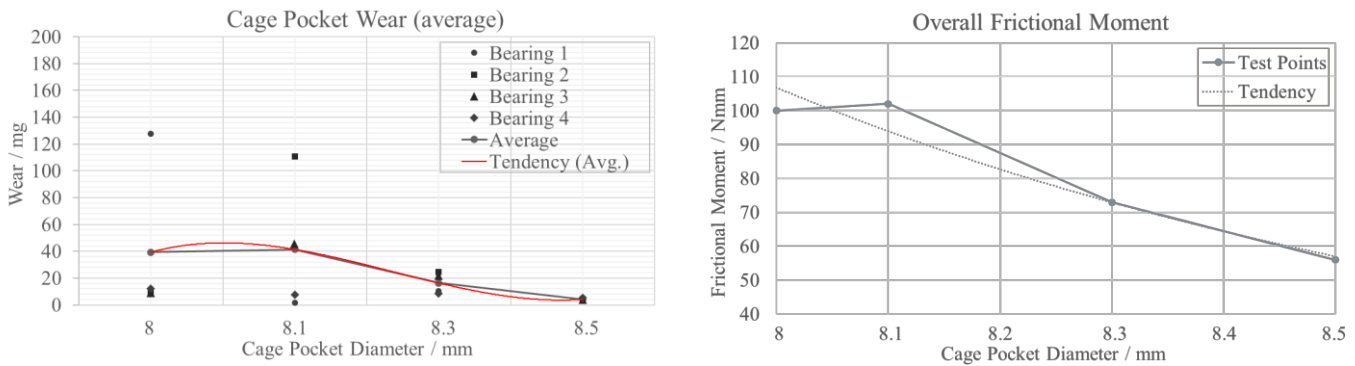 Cage Pocket Wear (average)
200
180
160
140
120
100
80
60
40
20
0
Wear / mg
Bearing 1
Bearing 2
Bearing 3
Bearing 4
Average
Tendency (Avg.)
8 8.1 8.3 8.5
Cage Pocket Diameter / mm
Overall Frictional Moment
120
110
100
90
80
70
60
50
40
Frictional Moment / Nmm
Test Points
Tendency
8 8.1 8.2 8.3 8.4 8.5
Cage Pocket Diameter / mm